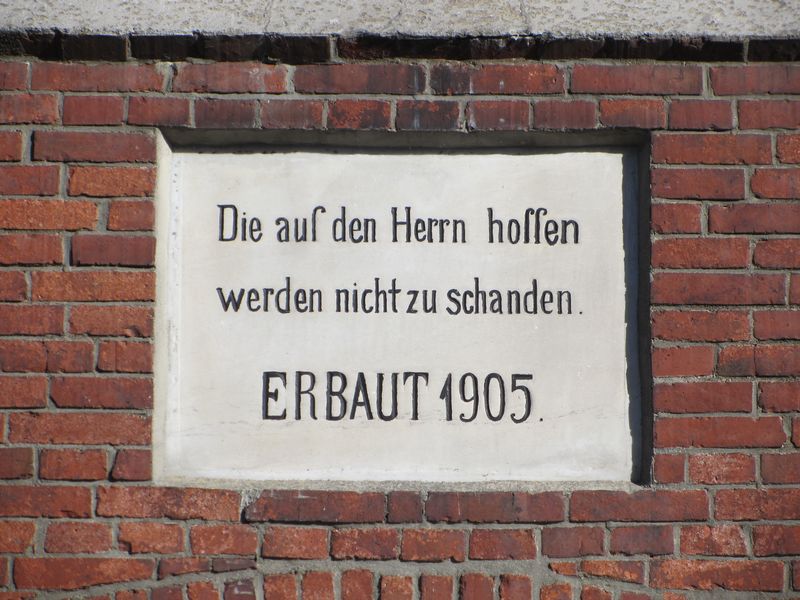 Die auf den Herrn hoffen
werden nicht zu schanden.
ERBAUT 1905.